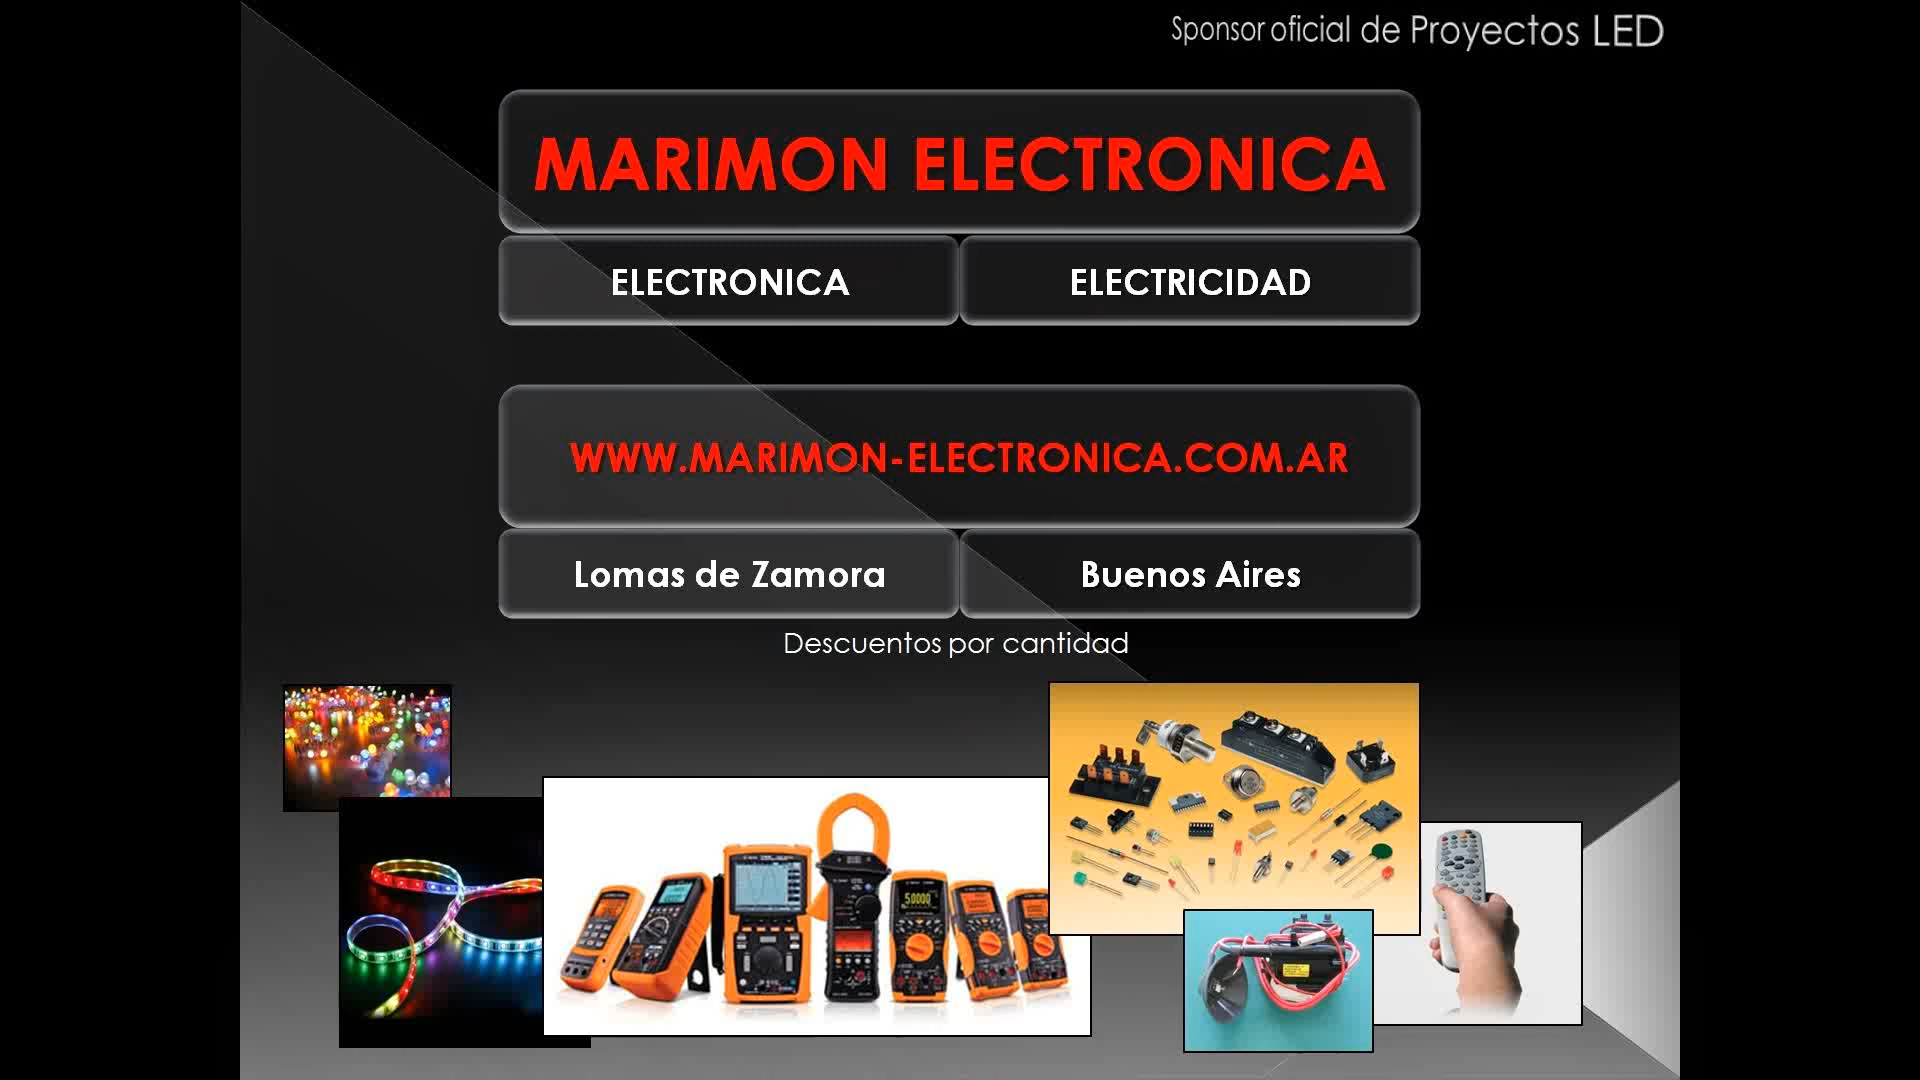 Sponsor oficial de Proyectos LED
MARIMON ELECTRONICA
ELECTRONICA
ELECTRICIDAD
WWW.MARIMON-ELECTRONICA.COM.AR
Lomas de Zamora
Buenos Aires
Descuentos por cantidad